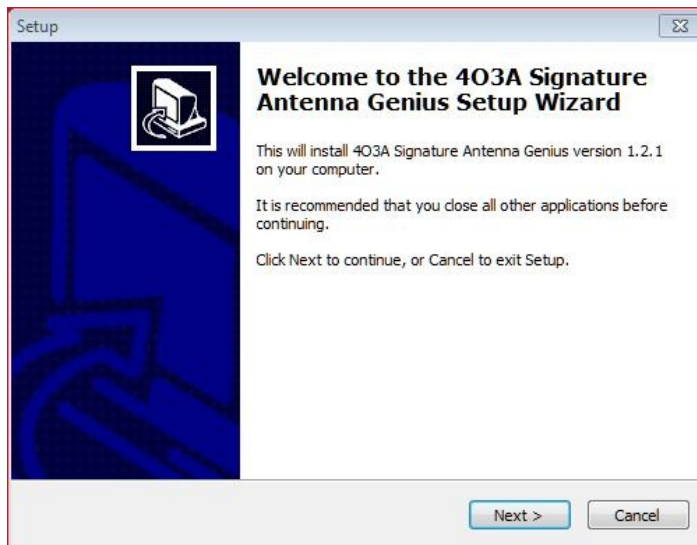 Setup
Welcome to the 4O3A Signature
Antenna Genius Setup Wizard
This will install 4O3A Signature Antenna Genius version 1.2.1
on your computer.
It is recommended that you close all other applications before
continuing.
Click Next to continue, or Cancel to exit Setup.
Next >
Cancel